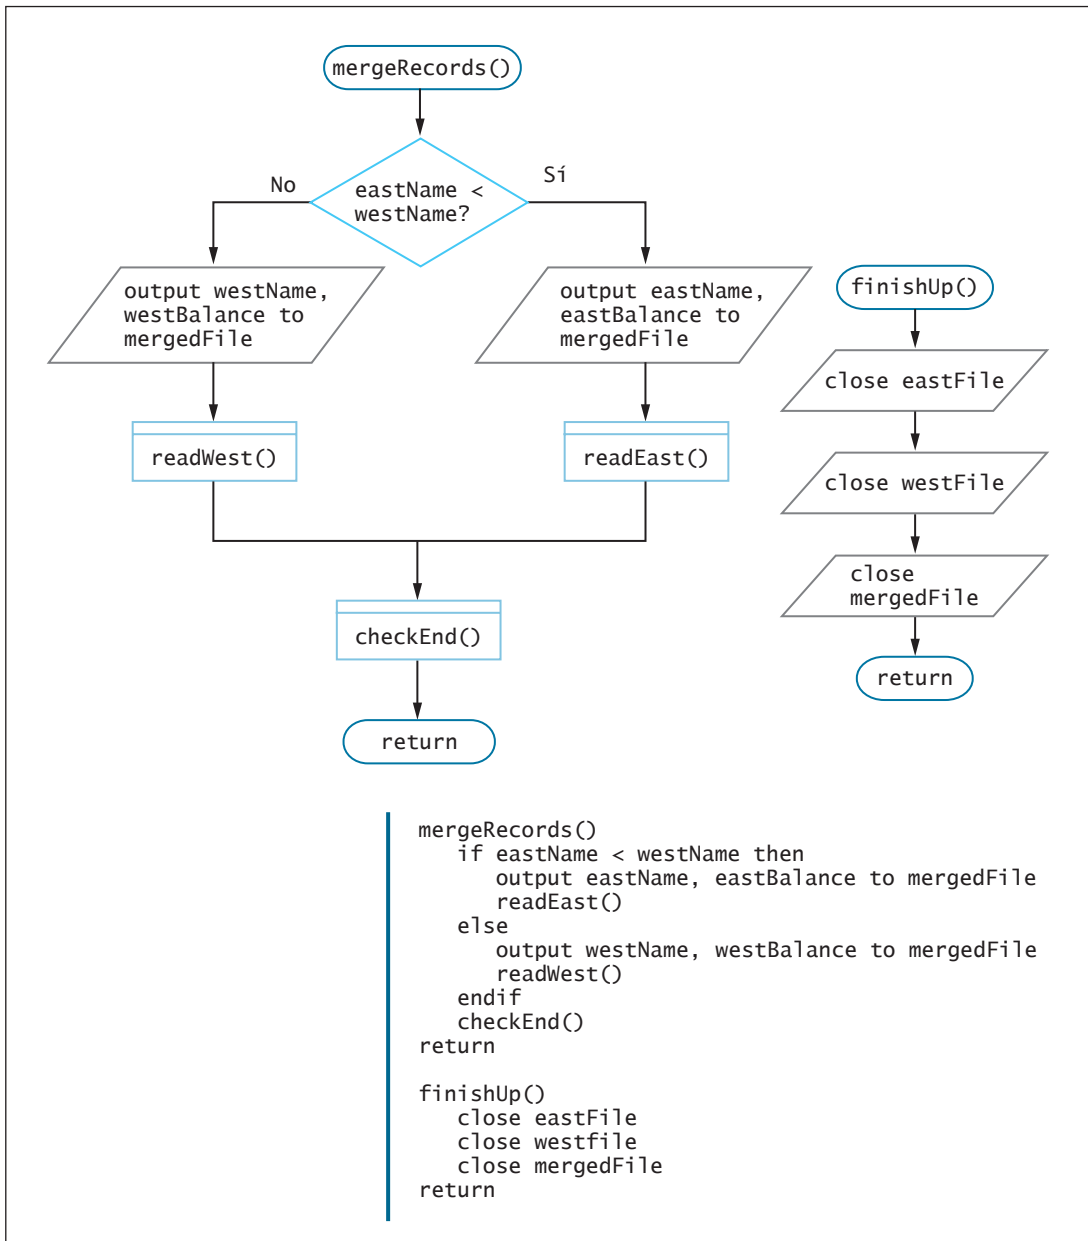 mergeRecords()
No
Sí
eastName <
westName?
output westName,
westBalance to
mergedFile
output eastName,
eastBalance to
mergedFile
readWest()
readEast()
checkEnd()
return
finishUp()
close eastFile
close westFile
close
mergedFile
return
mergeRecords()
   if eastName < westName then
      output eastName, eastBalance to mergedFile
      readEast()
   else
      output westName, westBalance to mergedFile
      readWest()
   endif
   checkEnd()
return
finishUp()
   close eastFile
   close westfile
   close mergedFile
return